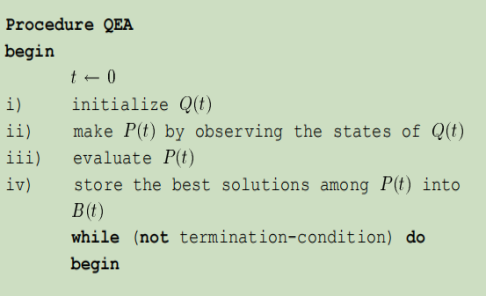 Procedure QEA
begin
t ← 0
i) initialize Q(t)
ii) make P(t) by observing the states of Q(t)
iii) evaluate P(t)
iv) store the best solutions among P(t) into
B(t)
while (not termination-condition) do
begin